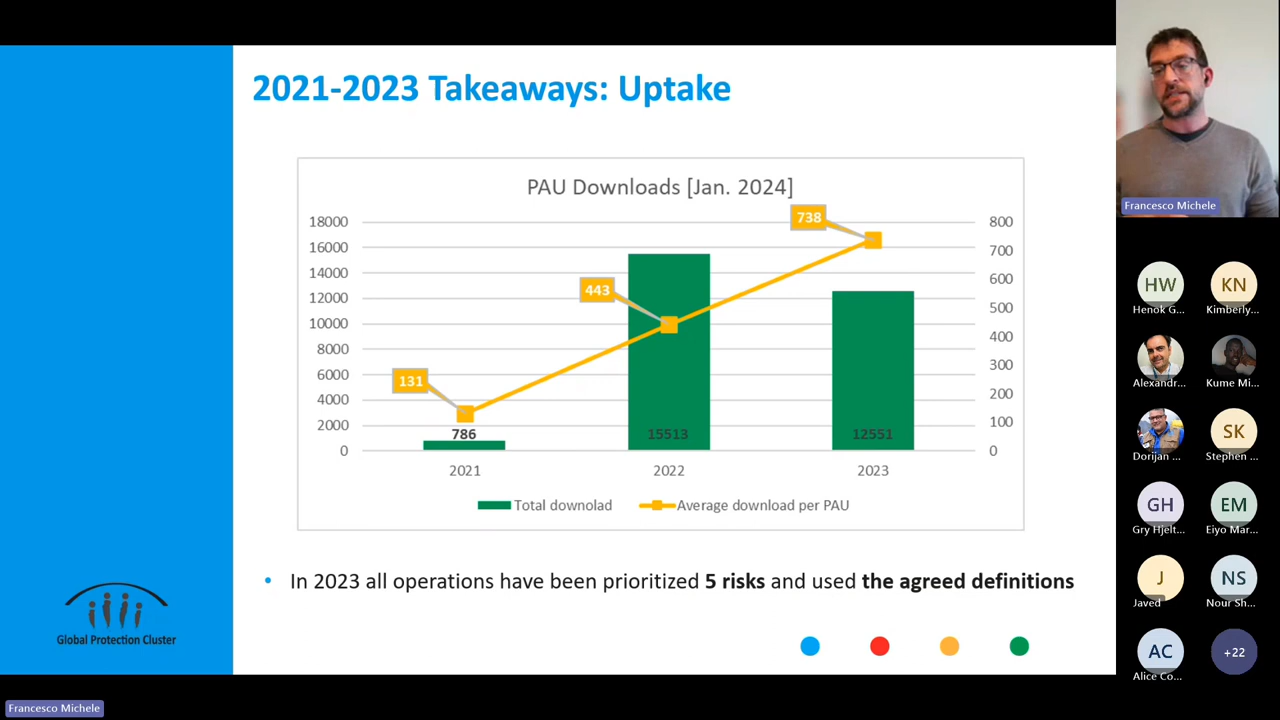 2021-2023 Takeaways: Uptake
PAU Downloads [Jan. 2024]
18000
16000
14000
12000
10000
8000
6000
4000
2000
0
800
700
600
500
400
300
200
100
0
131
443
738
786
15513
12551
2021
2022
2023
Total downolad
Average download per PAU
• In 2023 all operations have been prioritized 5 risks and used the agreed definitions
Global Protection Cluster
Francesco Michele
Francesco Michele
HW
Henok G...
KN
Kimberly...
Alexandr...
Kume Mi...
Dorijan ...
SK
Stephen ...
GH
Gry Hjelt...
EM
Eiyo Mar...
J
Javed
NS
Nour Sh...
AC
Alice Co...
+22